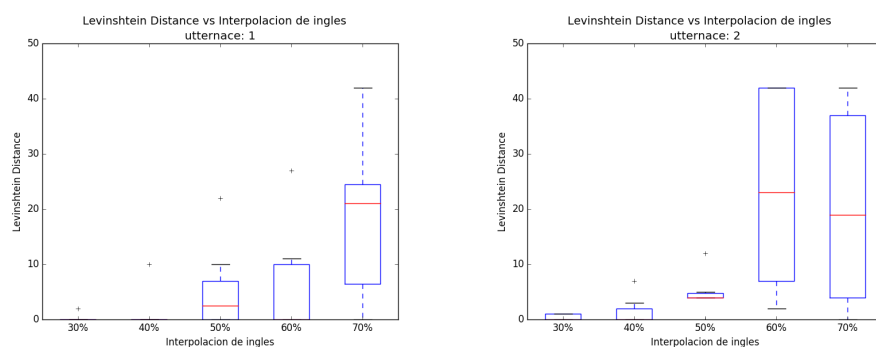 Levinshtein Distance vs Interpolacion de ingles
utternace: 1
50
40
30
20
10
0
Levinshtein Distance
30% 40% 50% 60% 70%
Interpolacion de ingles
Levinshtein Distance vs Interpolacion de ingles
utternace: 2
50
40
30
20
10
0
Levinshtein Distance
30% 40% 50% 60% 70%
Interpolacion de ingles